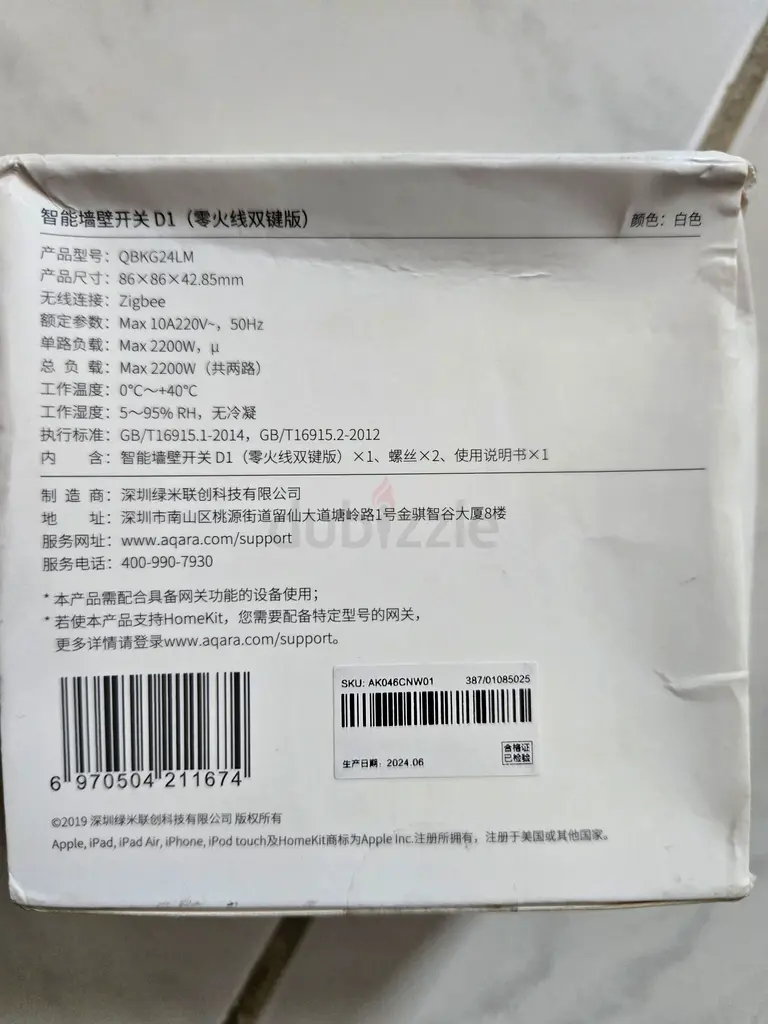 智能墙壁开关 D1（零火线双键版）
颜色：白色
产品型号：QBKG24LM
产品尺寸：86×86×42.85mm
无线连接：Zigbee
额定参数：Max 10A220V~，50Hz
单路负载：Max 2200W，μ
总 负 载：Max 2200W（共两路）
工作温度：0℃～+40℃
工作湿度：5～95% RH，无冷凝
执行标准：GB/T16915.1-2014，GB/T16915.2-2012
内 含：智能墙壁开关 D1（零火线双键版）×1、螺丝×2、使用说明书×1
制 造 商：深圳绿米联创科技有限公司
地 址：深圳市南山区桃源街道留仙大道塘岭路1号金骐智谷大厦8楼
服务网址：www.aqara.com/support
dubizzle
服务电话：400-990-7930
* 本产品需配合具备网关功能的设备使用；
* 若使本产品支持HomeKit，您需要配备特定型号的网关，
更多详情请登录www.aqara.com/support。
SKU: AK046CNW01 387/01085025
生产日期：2024.06
合格证
已检验
6 970504 211674
©2019 深圳绿米联创科技有限公司 版权所有
Apple, iPad, iPad Air, iPhone, iPod touch及HomeKit商标为Apple Inc.注册所拥有，注册于美国或其他国家。